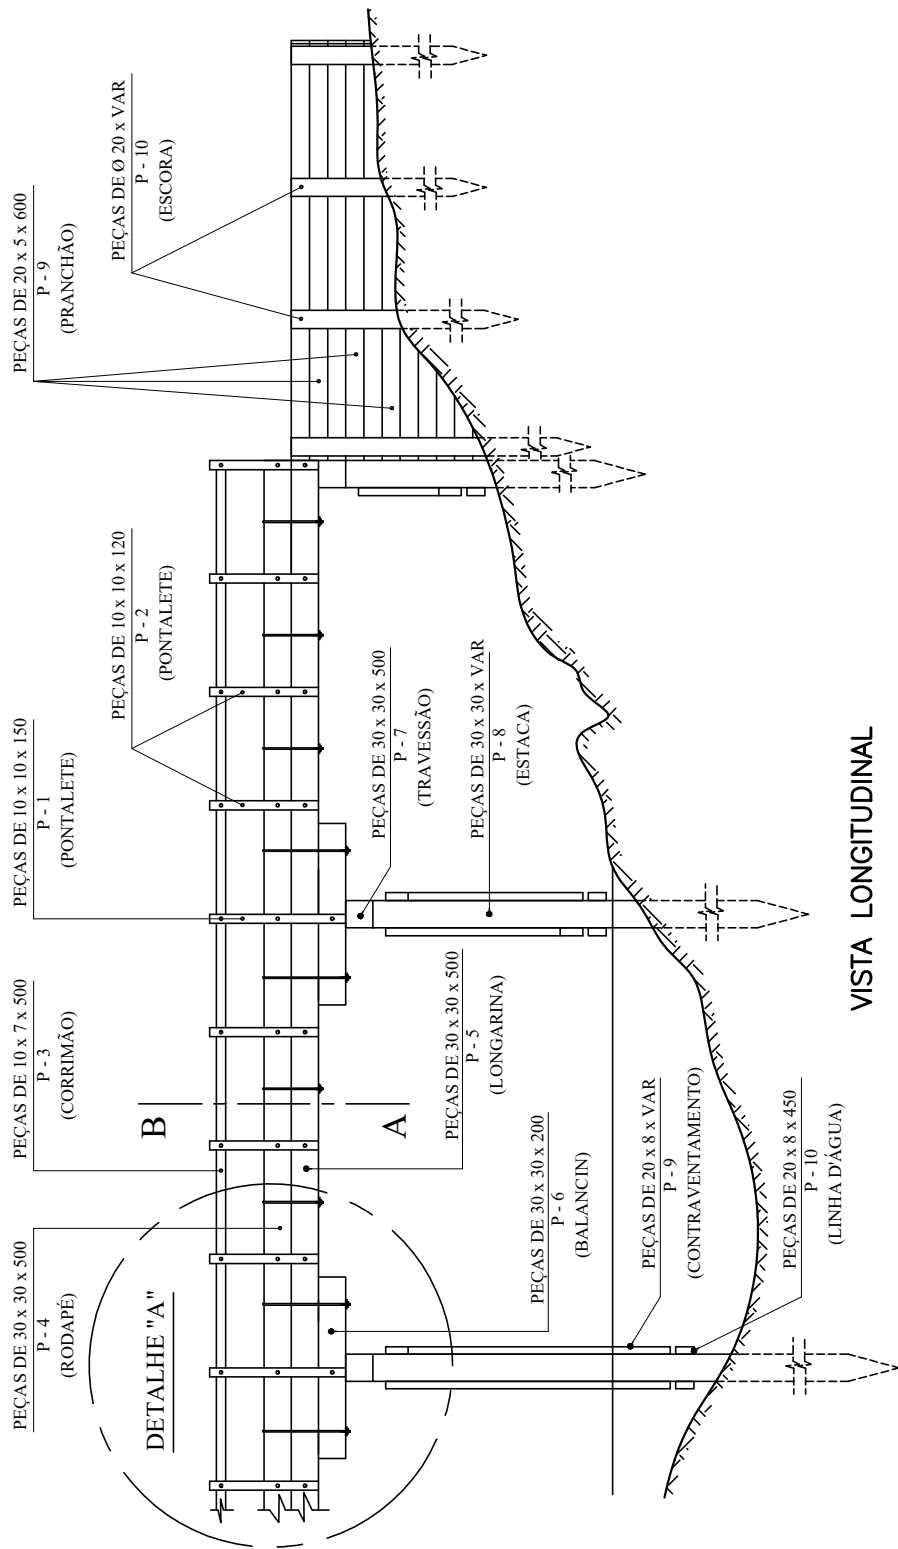 PEÇAS DE 30 x 30 x 500
P - 4
(RODAPÉ)
PEÇAS DE 10 x 7 x 500
P - 3
(CORRIMÃO)
PEÇAS DE 10 x 10 x 150
P - 1
(PONTALETE)
PEÇAS DE 10 x 10 x 120
P - 2
(PONTALETE)
PEÇAS DE 20 x 5 x 600
P - 9
(PRANCHÃO)
PEÇAS DE Ø 20 x VAR
P - 10
(ESCORA)
DETALHE "A"
B
A
PEÇAS DE 30 x 30 x 200
P - 6
(BALANCIN)
PEÇAS DE 30 x 30 x 500
P - 5
(LONGARINA)
PEÇAS DE 30 x 30 x 500
P - 7
(TRAVESSÃO)
PEÇAS DE 30 x 30 x VAR
P - 8
(ESTACA)
PEÇAS DE 20 x 8 x VAR
P - 9
(CONTRAVENTAMENTO)
PEÇAS DE 20 x 8 x 450
P - 10
(LINHA D'ÁGUA)
VISTA LONGITUDINAL